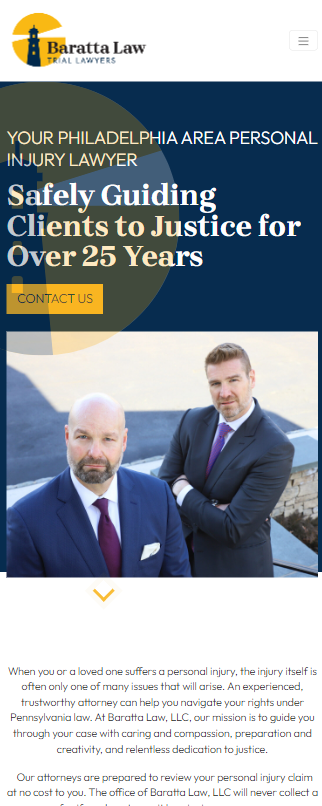 Baratta Law
TRIAL LAWYERS
YOUR PHILADELPHIA AREA PERSONAL
INJURY LAWYER
Safely Guiding
Clients to Justice for
Over 25 Years
CONTACT US
When you or a loved one suffers a personal injury, the injury itself is
often only one of many issues that will arise. An experienced,
trustworthy attorney can help you navigate your rights under
Pennsylvania law. At Baratta Law, LLC, our mission is to guide you
through your case with caring and compassion, preparation and
creativity, and relentless dedication to justice.
Our attorneys are prepared to review your personal injury claim
at no cost to you. The office of Baratta Law, LLC will never collect a